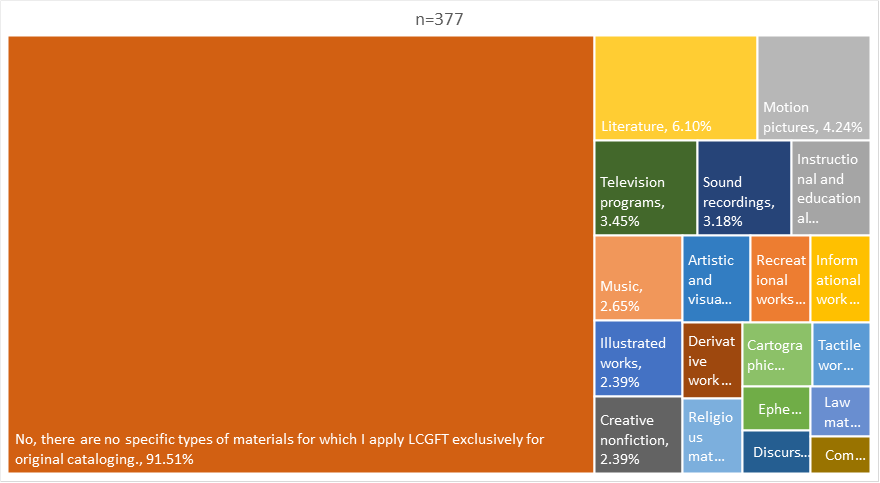 n=377
No, there are no specific types of materials for which I apply LCGFT exclusively for
original cataloging., 91.51%
Literature, 6.10%
Motion
pictures, 4.24%
Television
programs,
3.45%
Sound
recordings,
3.18%
Instructio
nal and
educational
al...
Music,
2.65%
Artistic
and
visua...
Recreat
ional
works...
Inform
ational
work...
Illustrated
works,
2.39%
Derivat
ive
work...
Cartogra
phic...
Tactile
wor...
Creative
nonfiction,
2.39%
Religio
us
mat...
Ephe...
Law
mat...
Discurs...
Com...